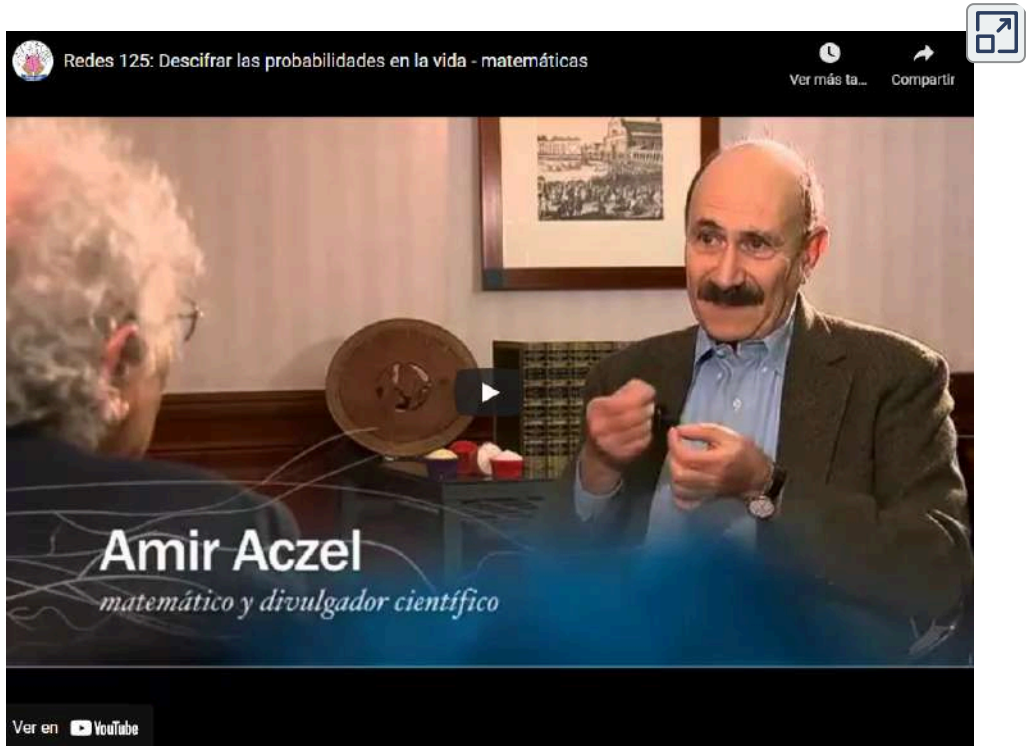 Redes 125: Descifrar las probabilidades en la vida - matemáticas
Ver más ta...
Compartir
Amir Aczel
matemático y divulgador científico
Ver en YouTube